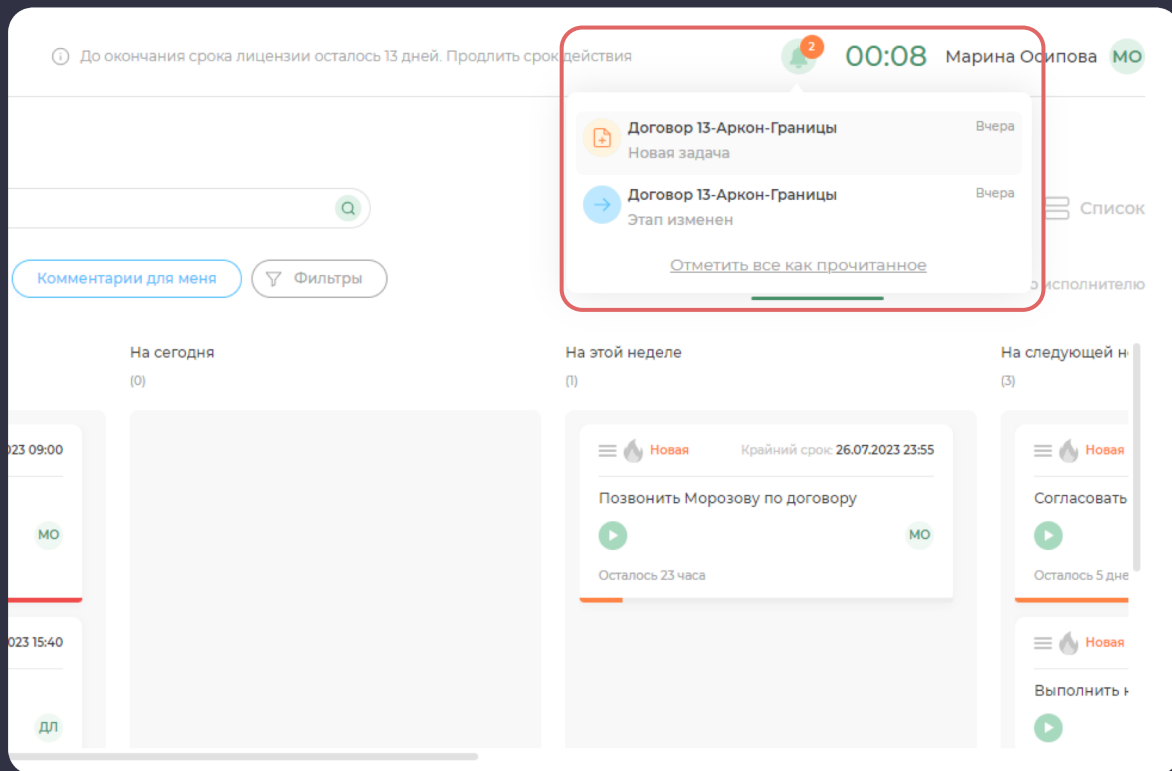 До окончания срока лицензии осталось 13 дней. Продлить срок действия
2
00:08
Марина Осипова
МО
Договор 13-Аркон-Границы
Вчера
Новая задача
Договор 13-Аркон-Границы
Вчера
Этап изменен
Отметить все как прочитанное
Список
Комментарии для меня
Фильтры
исполнителю
На сегодня
(0)
На этой неделе
(1)
На следующей н
(3)
023 09:00
МО
Новая
Крайний срок: 26.07.2023 23:55
Позвонить Морозову по договору
МО
Осталось 23 часа
Новая
Согласовать
Осталось 5 дне
023 15:40
ДЛ
Новая
Выполнить